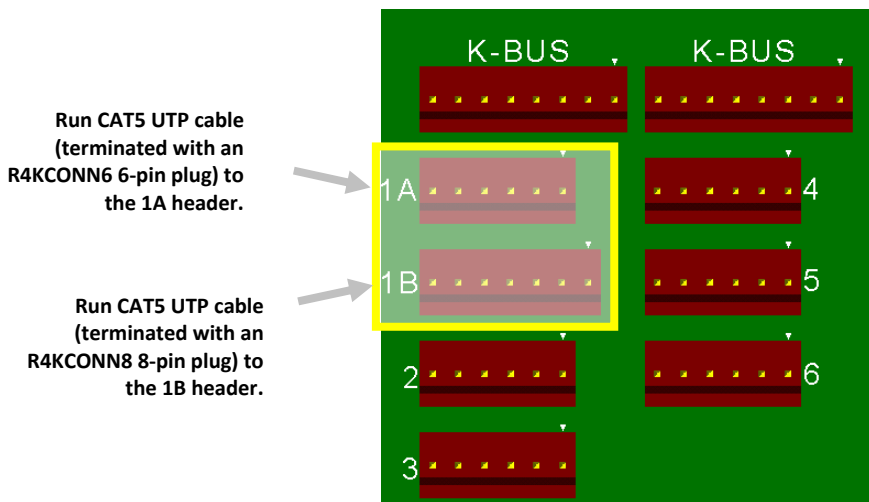 K-BUS K-BUS
Run CAT5 UTP cable
(terminated with an
R4KCONN6 6-pin plug) to
the 1A header.
1A
4
1B
5
Run CAT5 UTP cable
(terminated with an
R4KCONN8 8-pin plug) to
the 1B header.
2
6
3